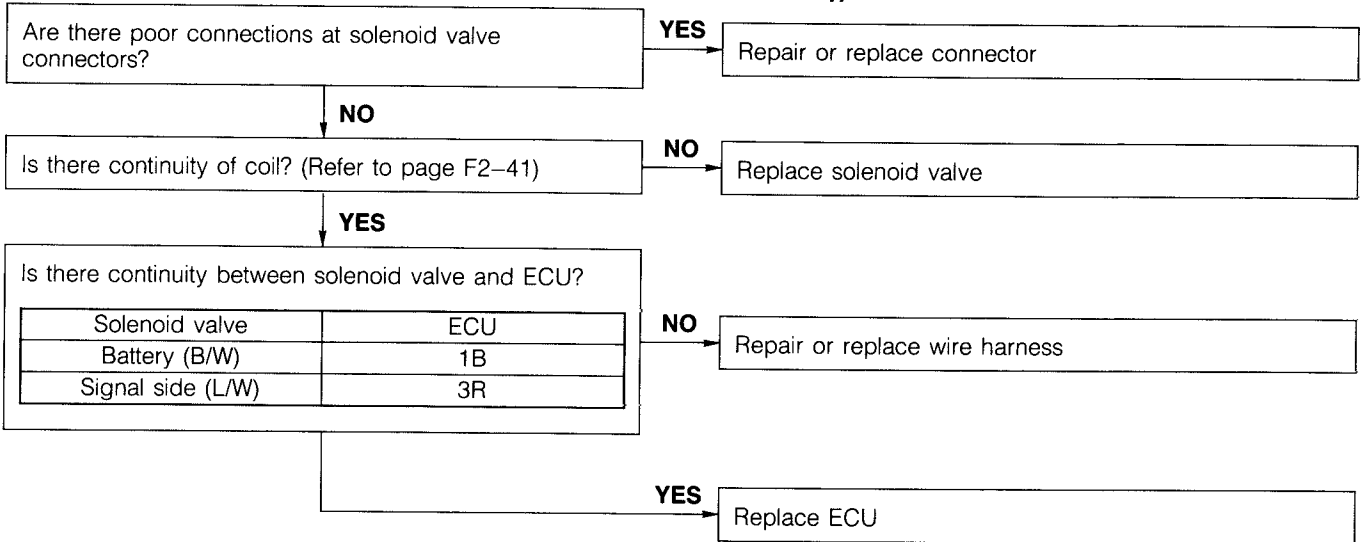 Are there poor connections at solenoid valve
connectors?
YES
Repair or replace connector
NO
Is there continuity of coil? (Refer to page F2–41)
NO
Replace solenoid valve
YES
Is there continuity between solenoid valve and ECU?
Solenoid valve ECU
Battery (B/W) 1B
Signal side (L/W) 3R
NO
Repair or replace wire harness
YES
Replace ECU